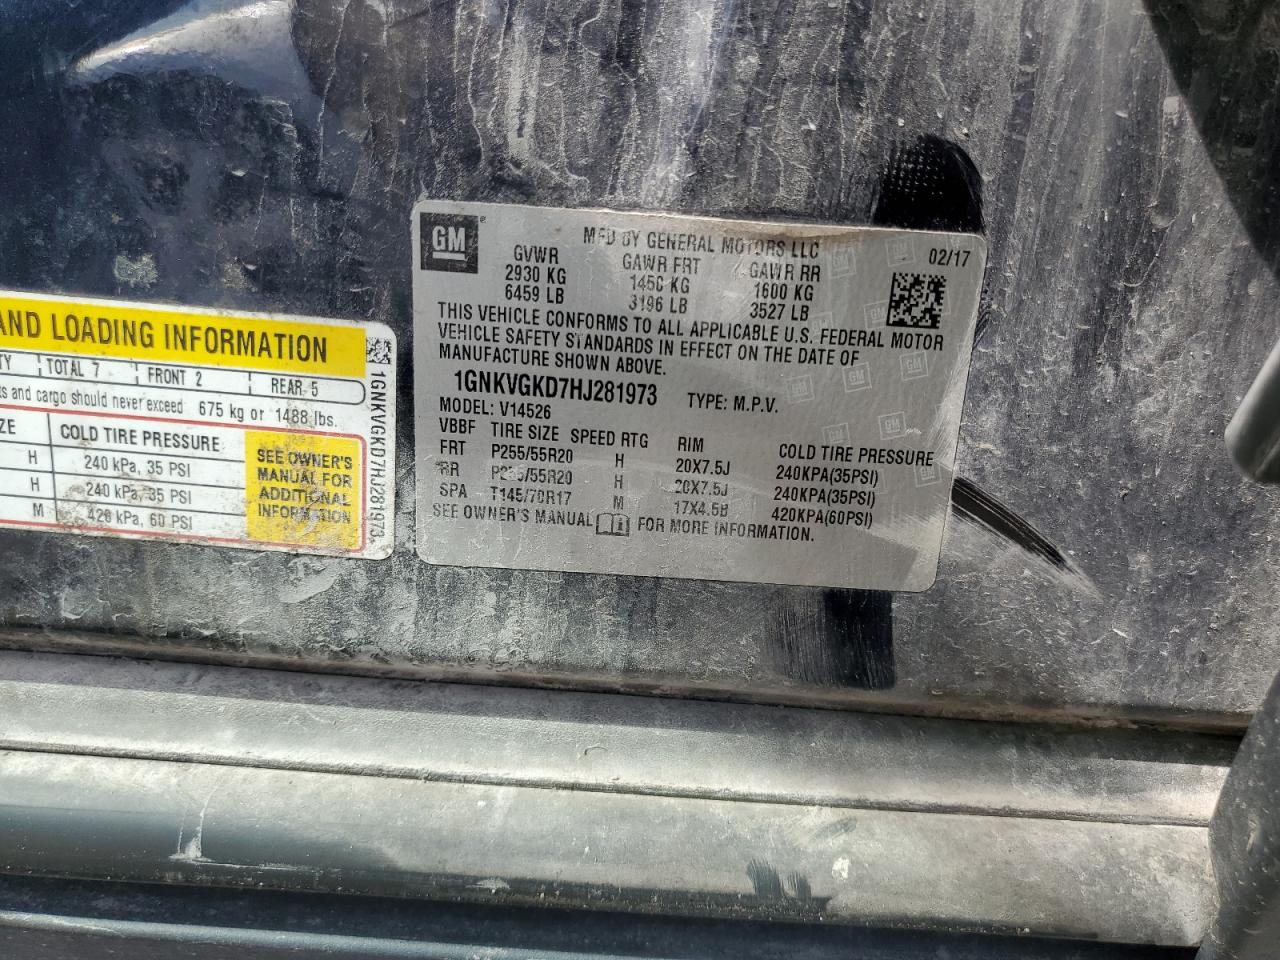 AND LOADING INFORMATION
TOTAL 7 FRONT 2 REAR 5
and cargo should never exceed 675 kg or 1488 lbs.
COLD TIRE PRESSURE
H 240 kPa, 35 PSI
H 240 kPa, 35 PSI
M 420 kPa, 60 PSI
SEE OWNER'S
MANUAL FOR
ADDITIONAL
INFORMATION
1GNKVGKD7HJ281973
GM
MFD BY GENERAL MOTORS LLC
02/17
GVWR GAWR FRT GAWR RR
2930 KG 1450 KG 1600 KG
6459 LB 3196 LB 3527 LB
THIS VEHICLE CONFORMS TO ALL APPLICABLE U.S. FEDERAL MOTOR
VEHICLE SAFETY STANDARDS IN EFFECT ON THE DATE OF
MANUFACTURE SHOWN ABOVE.
1GNKVGKD7HJ281973 TYPE: M.P.V.
MODEL: V14526
VBBF TIRE SIZE SPEED RTG RIM COLD TIRE PRESSURE
FRT P255/55R20 H 20X7.5J 240KPA(35PSI)
RR P255/55R20 H 20X7.5J 240KPA(35PSI)
SPA T145/70R17 M 17X4.5B 420KPA(60PSI)
SEE OWNER'S MANUAL FOR MORE INFORMATION.